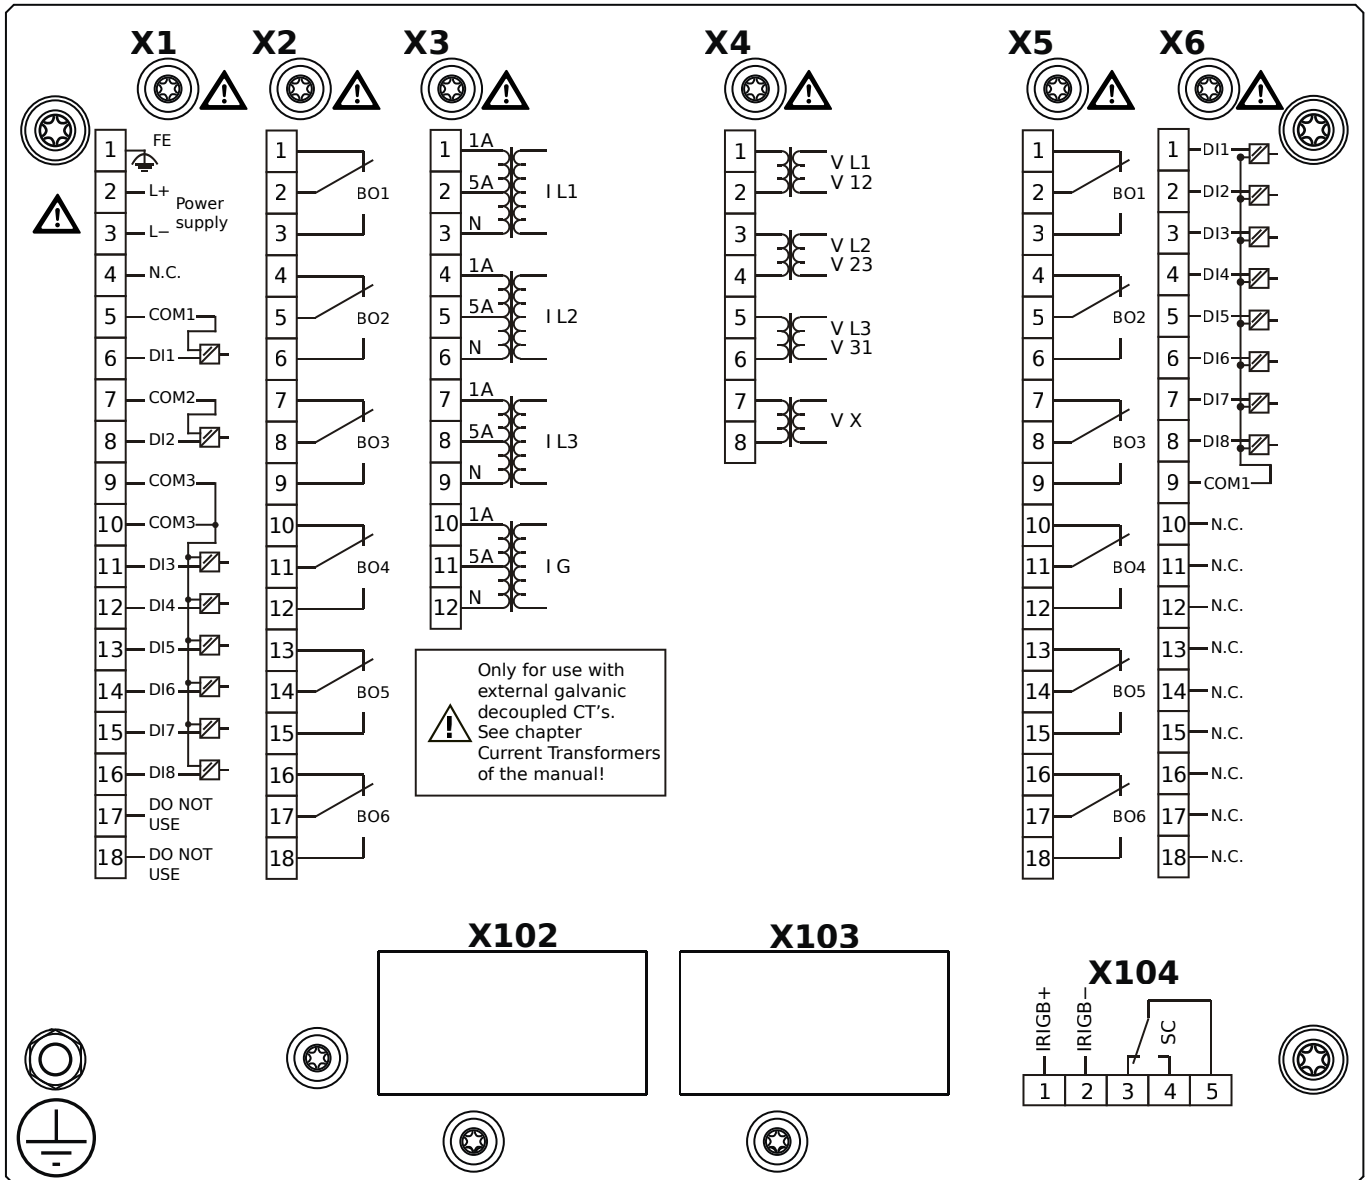 X1
1 FE
2 L+
Power
supply
3 L−
4 N.C.
5 COM1
6 DI1
7 COM2
8 DI2
9 COM3
10 COM3
11 DI3
12 DI4
13 DI5
14 DI6
15 DI7
16 DI8
17 DO NOT
USE
18 DO NOT
USE
X2
1
2 BO1
3
4
5 BO2
6
7
8 BO3
9
10
11 BO4
12
13
14 BO5
15
16
17 BO6
18
X3
1 1A
2 5A I L1
3 N
4 1A
5 5A I L2
6 N
7 1A
8 5A I L3
9 N
10 1A
11 5A I G
12 N
Only for use with
external galvanic
decoupled CT's.
See chapter
Current Transformers
of the manual!
X4
1 V L1
2 V 12
3 V L2
4 V 23
5 V L3
6 V 31
7 V X
8
X5
1
2 BO1
3
4
5 BO2
6
7
8 BO3
9
10
11 BO4
12
13
14 BO5
15
16
17 BO6
18
X6
1 DI1
2 DI2
3 DI3
4 DI4
5 DI5
6 DI6
7 DI7
8 DI8
9 COM1
10 N.C.
11 N.C.
12 N.C.
13 N.C.
14 N.C.
15 N.C.
16 N.C.
17 N.C.
18 N.C.
X102
X103
X104
IRIGB+
IRIGB−
SC
1 2 3 4 5